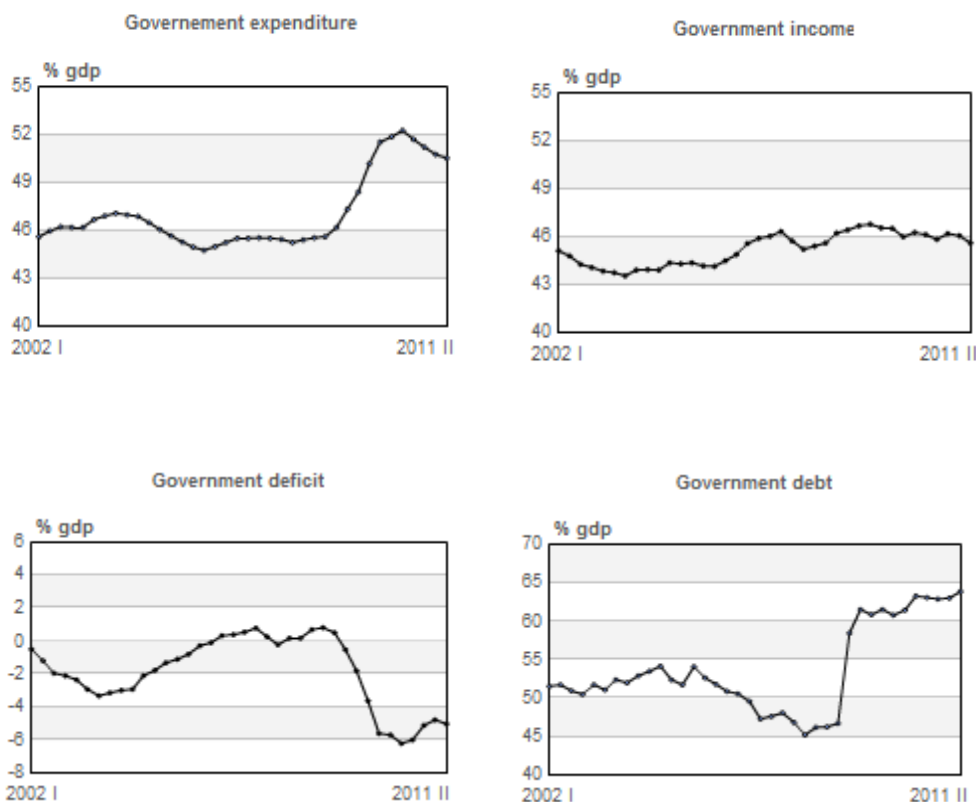 Governement expenditure
% gdp
55
52
49
46
43
40
2002 I
2011 II
Government income
% gdp
55
52
49
46
43
40
2002 I
2011 II
Government deficit
% gdp
6
4
2
0
-2
-4
-6
-8
2002 I
2011 II
Government debt
% gdp
70
65
60
55
50
45
40
2002 I
2011 II